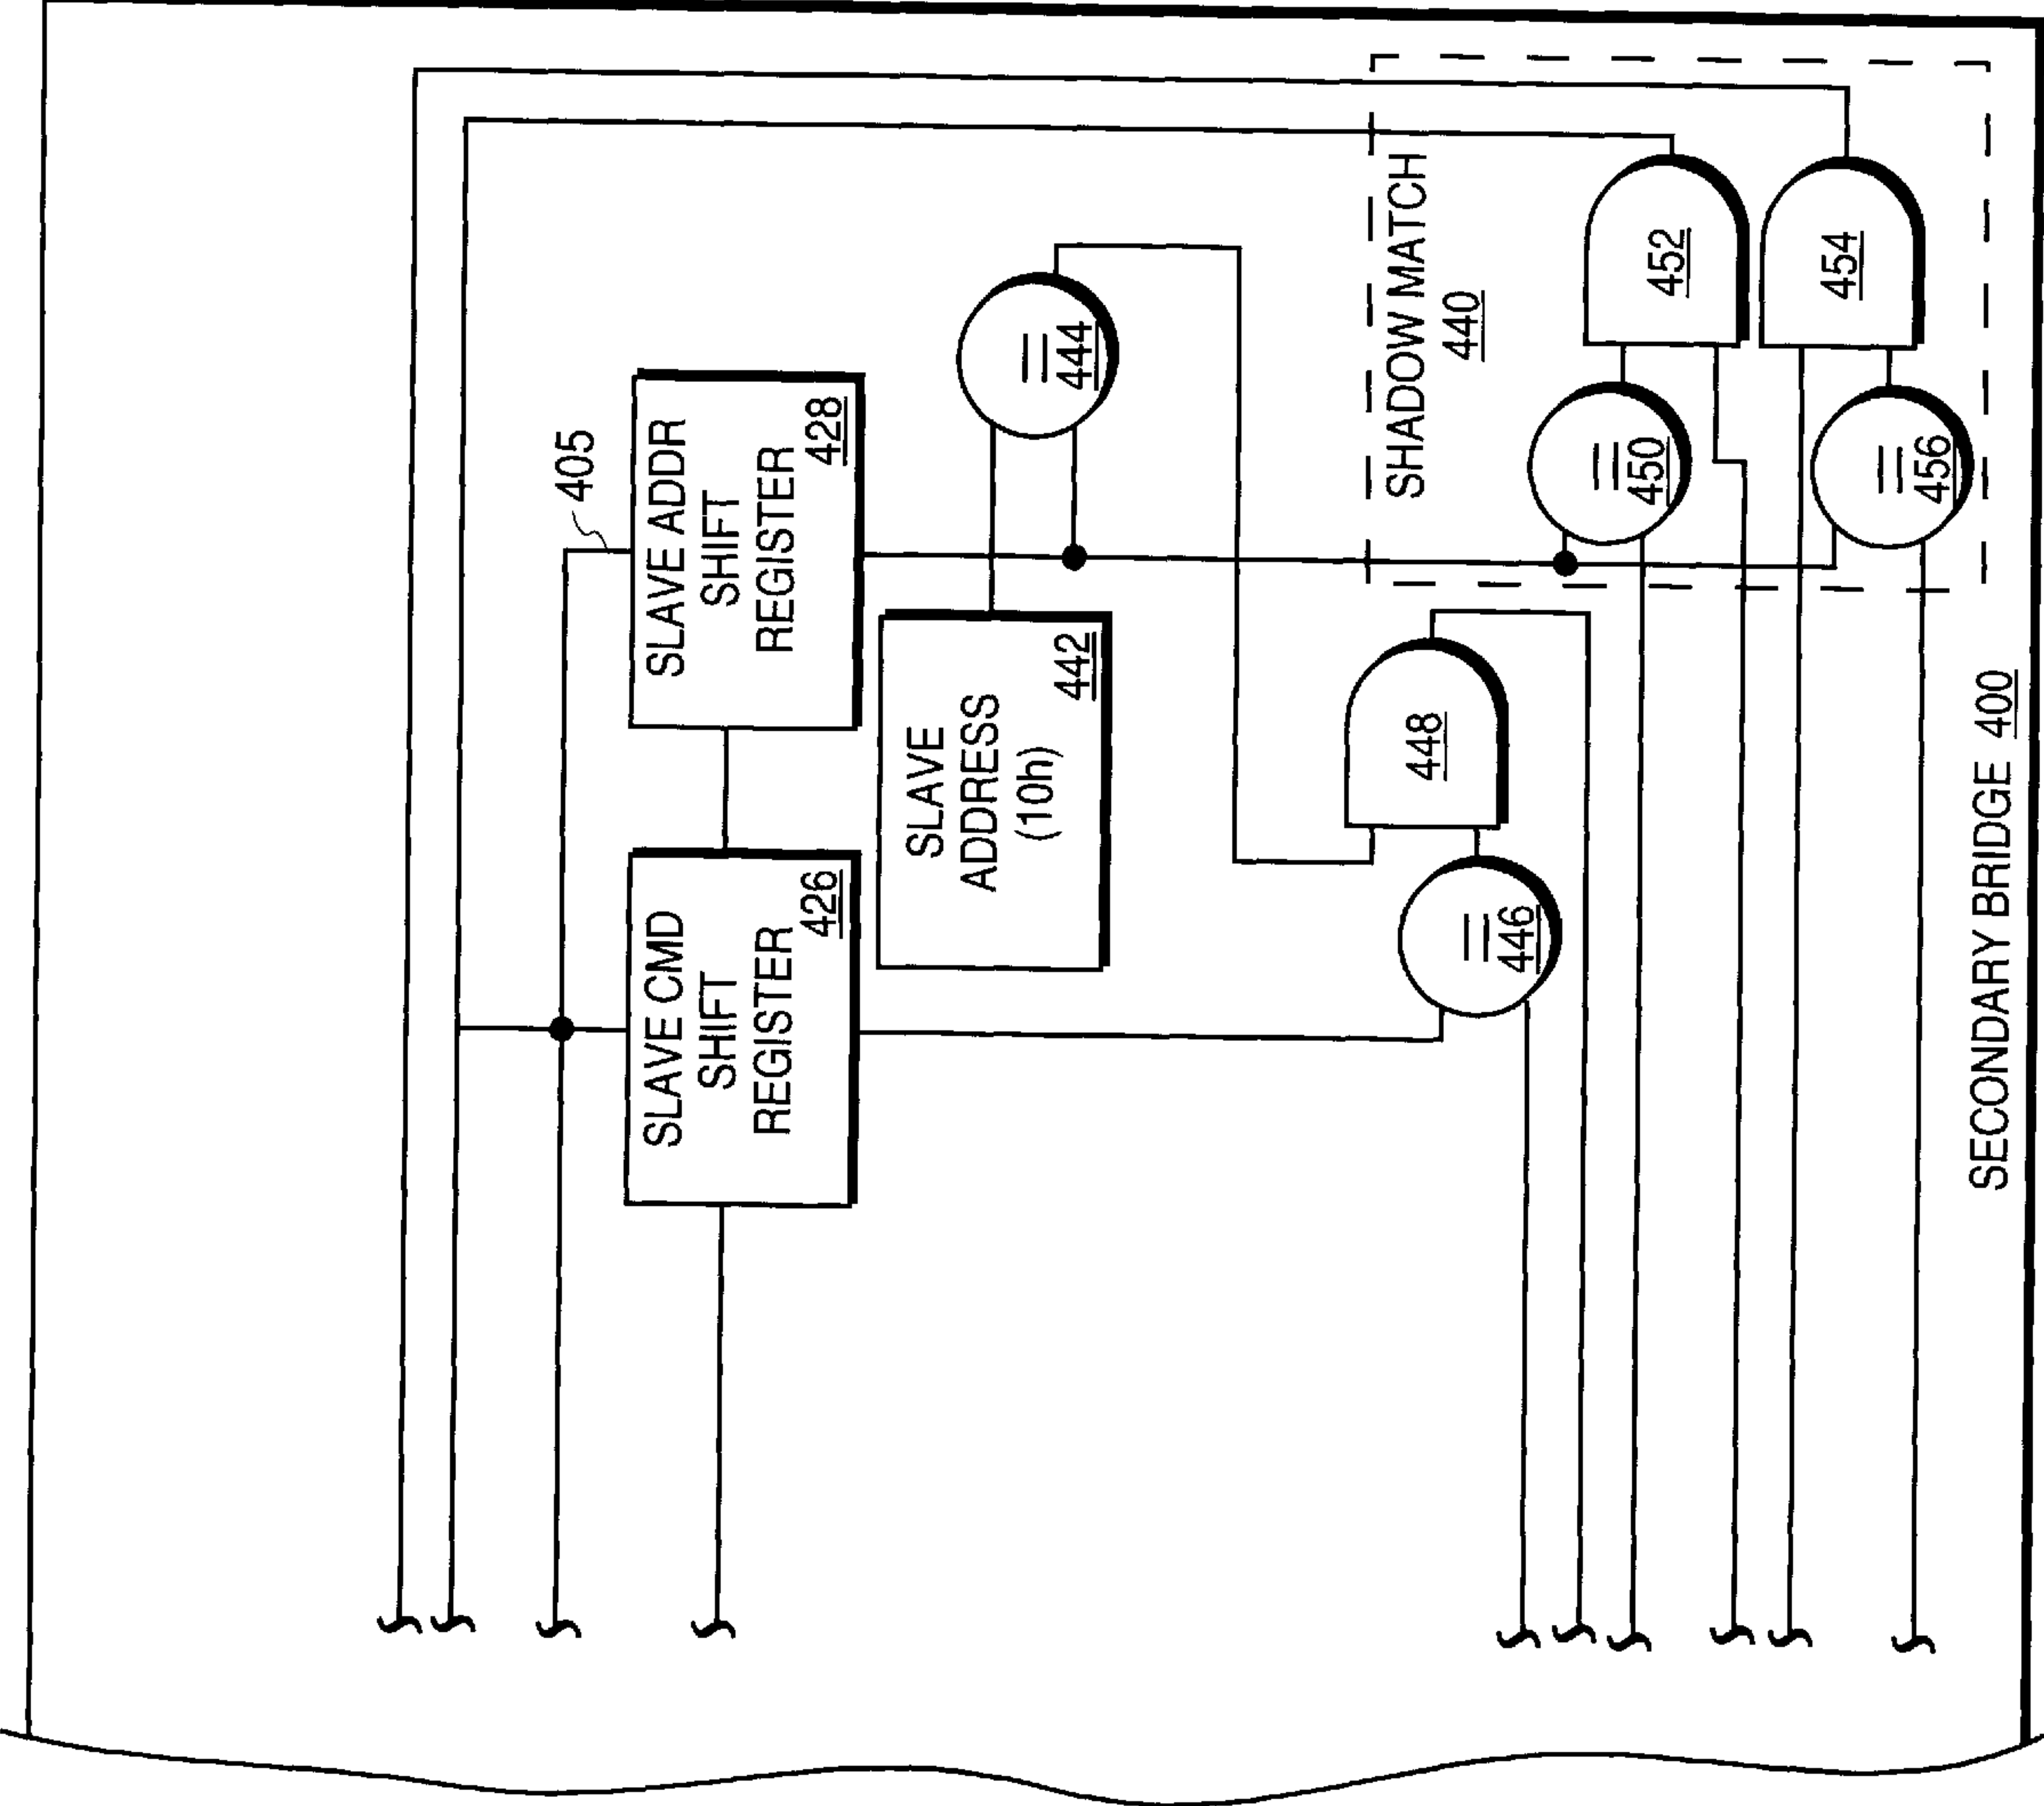 405
SLAVE CMD
SHIFT
REGISTER
426
SLAVE ADDR
SHIFT
REGISTER
428
SLAVE
ADDRESS
(10h)
442
=
444
=
446
448
SHADOW MATCH
440
=
450
452
454
=
456
SECONDARY BRIDGE 400